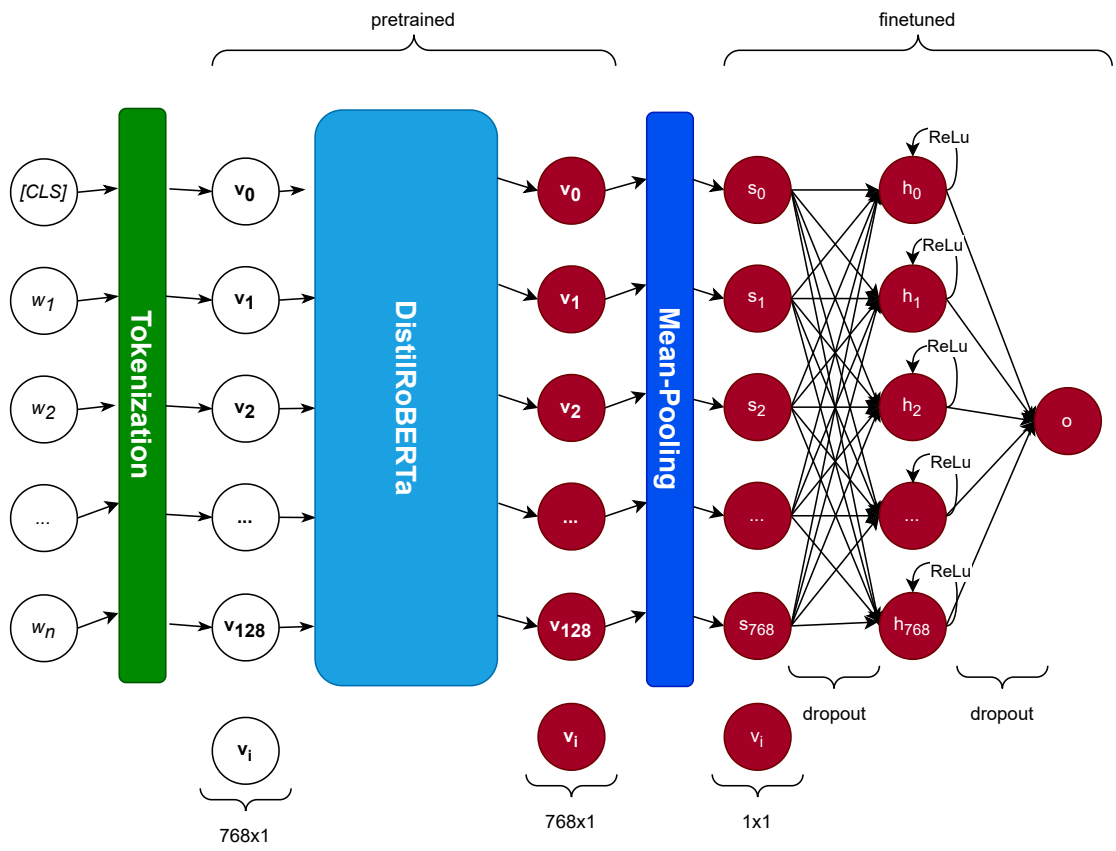 pretrained
finetuned
[CLS]
w1
w2
...
wn
Tokenization
v0
v1
v2
...
v128
DistilRoBERTa
v0
v1
v2
...
v128
Mean-Pooling
s0
s1
s2
...
s768
h0
h1
h2
...
h768
ReLu
ReLu
ReLu
ReLu
ReLu
o
dropout
dropout
vi
vi
vi
768x1
768x1
1x1